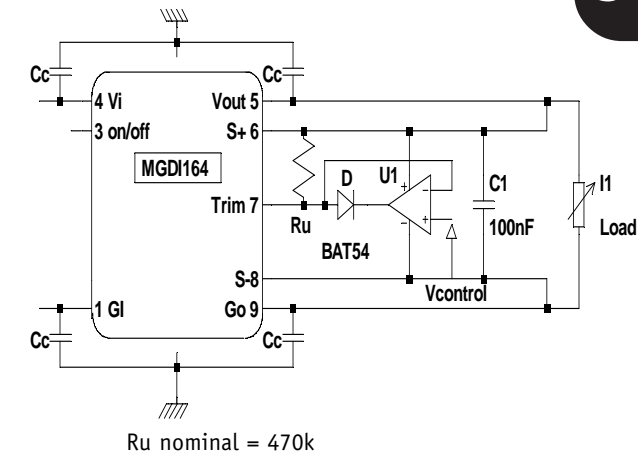 Cc
Cc
4 Vi
Vout 5
3 on/off
S+ 6
MGDI164
D
U1
+
-
C1
I1
Trim 7
Ru
-
+
100nF
Load
BAT54
S-8
Vcontrol
1 GI
Go 9
Cc
Cc
Ru nominal = 470k